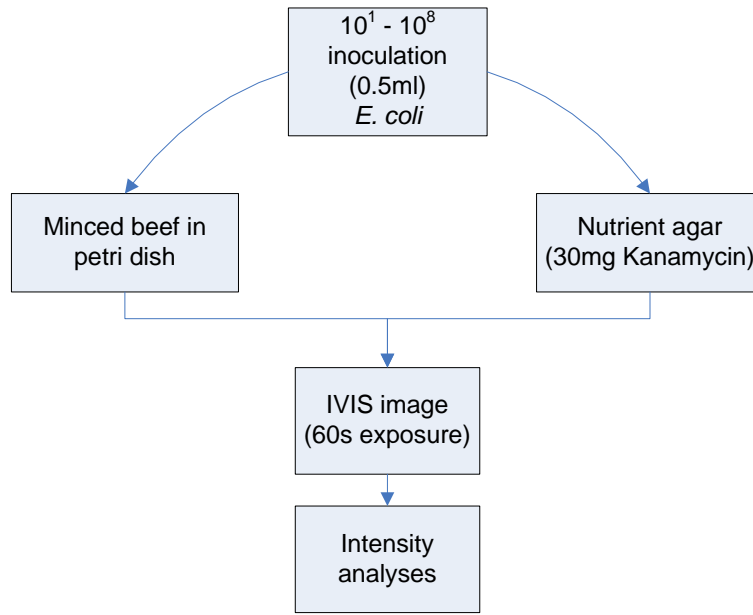 10¹ - 10⁸
inoculation
(0.5ml)
E. coli
Minced beef in
petri dish
Nutrient agar
(30mg Kanamycin)
IVIS image
(60s exposure)
Intensity
analyses